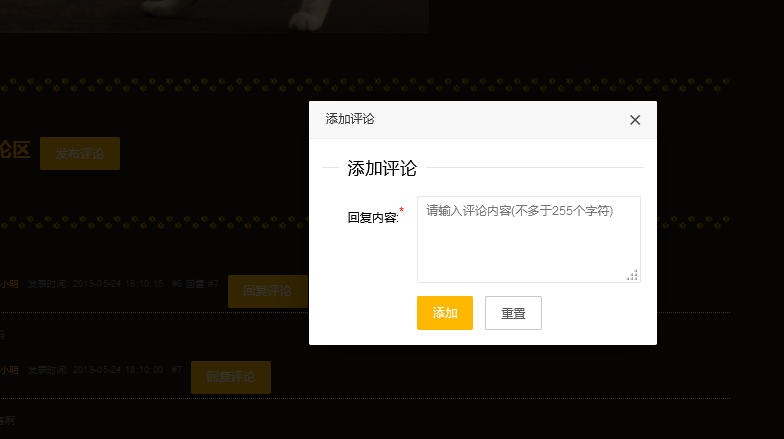 论区 发布评论
添加评论
添加评论
回复内容:*
请输入评论内容(不多于255个字符)
添加 重置
小萌 发表时间: 2019-05-24 18:10:15 #6 回复 #7 回复评论
小萌 发表时间: 2019-05-24 18:10:00 #7 回复评论